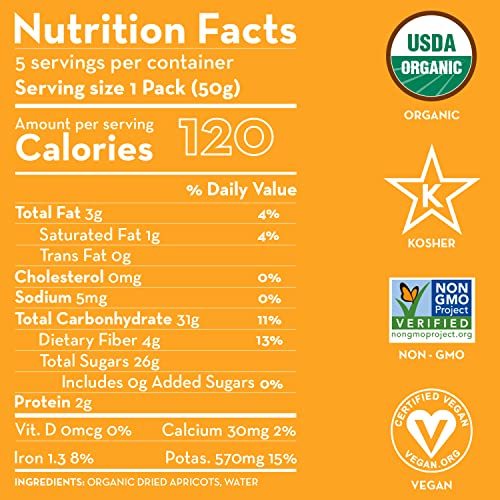 Nutrition Facts
5 servings per container
Serving size 1 Pack (50g)
Amount per serving
Calories 120
% Daily Value
Total Fat 3g 4%
Saturated Fat 1g 4%
Trans Fat 0g
Cholesterol 0mg 0%
Sodium 5mg 0%
Total Carbonhydrate 31g 11%
Dietary Fiber 4g 13%
Total Sugars 26g
Includes 0g Added Sugars 0%
Protein 2g
Vit. D 0mcg 0% Calcium 30mg 2%
Iron 1.3 8% Potas. 570mg 15%
INGREDIENTS: ORGANIC DRIED APRICOTS, WATER
USDA
ORGANIC
ORGANIC
K
KOSHER
NON
GMO
Project
VERIFIED
nongmoproject.org
NON - GMO
CERTIFIED VEGAN
V
VEGAN.ORG
VEGAN